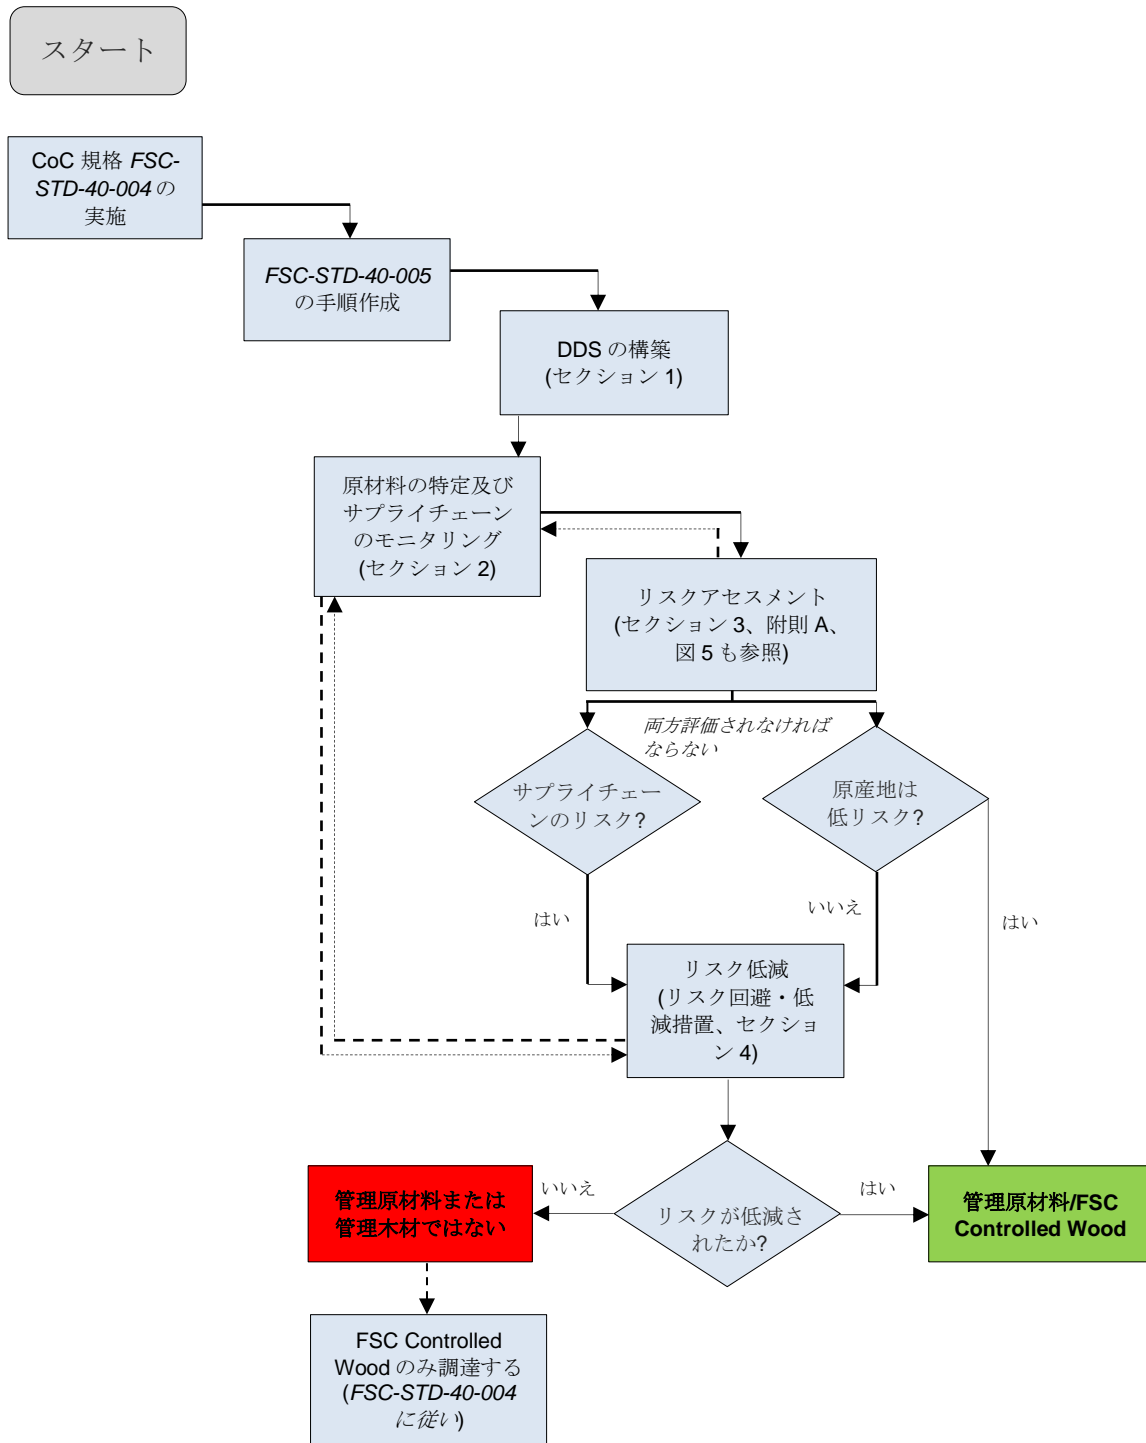 スタート
CoC 規格 FSC-
STD-40-004 の
実施
FSC-STD-40-005
の手順作成
DDS の構築
(セクション 1)
原材料の特定及び
サプライチェーン
のモニタリング
(セクション 2)
リスクアセスメント
(セクション 3、附則 A、
図 5 も参照)
両方評価されなければ
ならない
サプライチェー
ンのリスク?
原産地は
低リスク?
はい
いいえ
はい
リスク低減
(リスク回避・低
減措置、セクショ
ン 4)
リスクが低減さ
れたか?
いいえ
はい
管理原材料または
管理木材ではない
管理原材料/FSC
Controlled Wood
FSC Controlled
Wood のみ調達する
(FSC-STD-40-004
に従い)